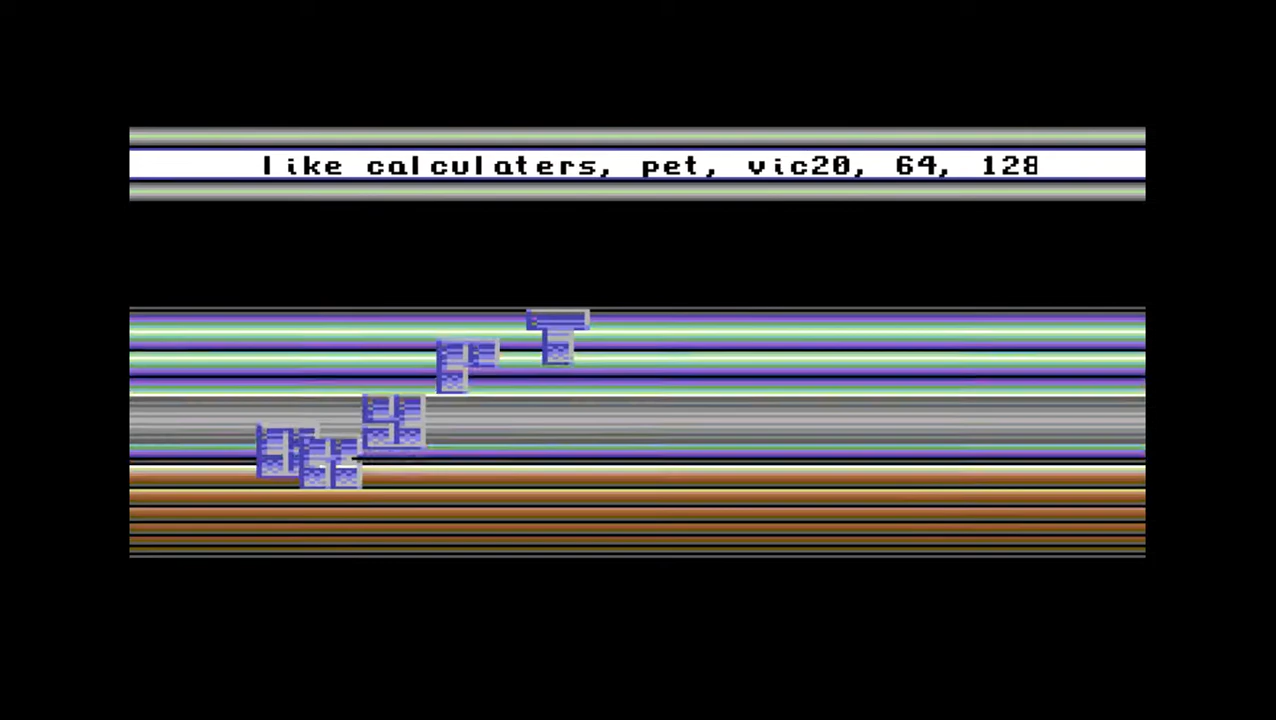 like calculaters, pet, vic20, 64, 128